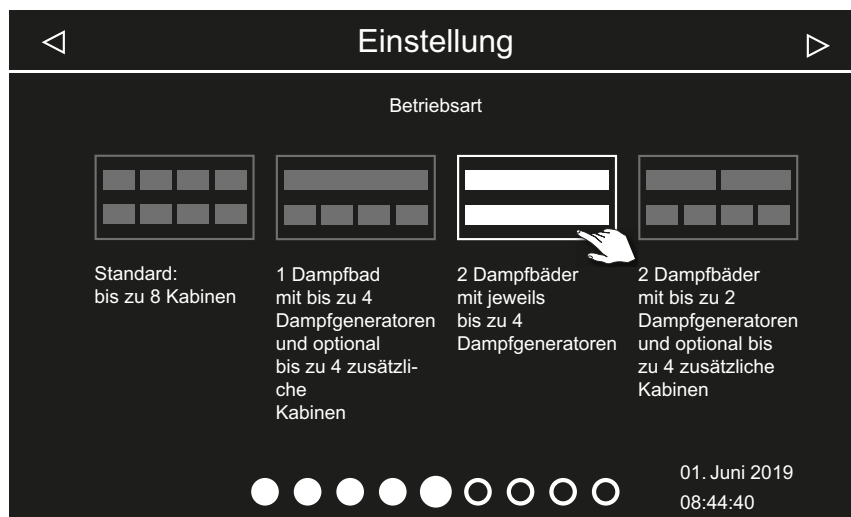 Einstellung
Betriebsart
Standard:
bis zu 8 Kabinen
1 Dampfbad
mit bis zu 4
Dampfgeneratoren
und optional
bis zu 4 zusätzli-
che
Kabinen
2 Dampfbäder
mit jeweils
bis zu 4
Dampfgeneratoren
2 Dampfbäder
mit bis zu 2
Dampfgeneratoren
und optional bis
zu 4 zusätzliche
Kabinen
01. Juni 2019
08:44:40